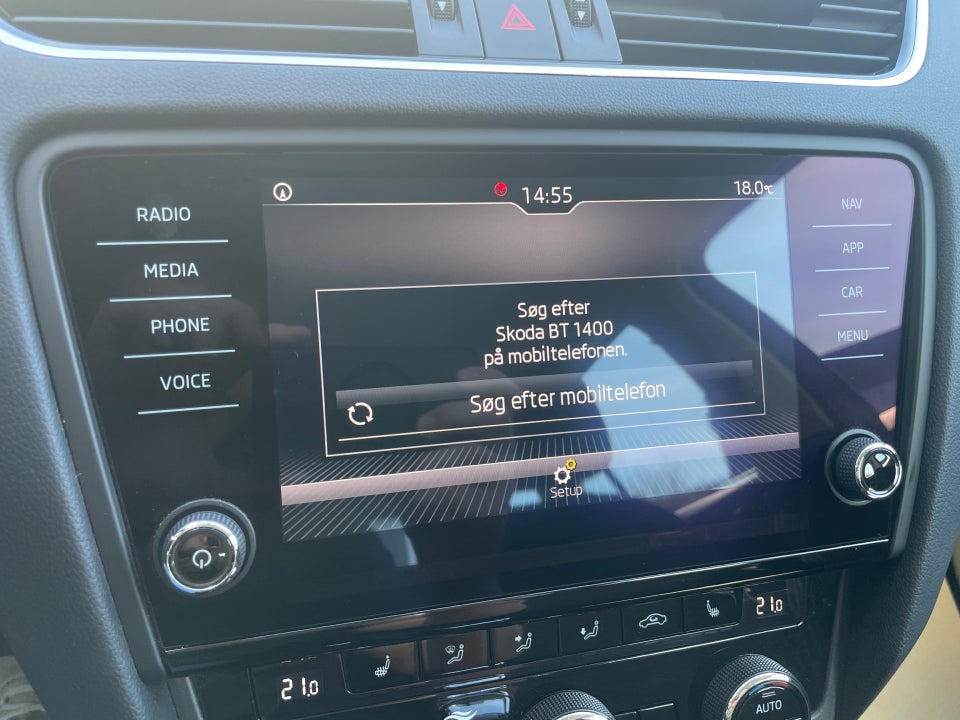 14:55
18.0°C
RADIO
MEDIA
PHONE
VOICE
Søg efter
Skoda BT 1400
på mobiltelefonen.
Søg efter mobiltelefon
Setup
NAV
APP
CAR
MENU
21.0
21.0
AUTO